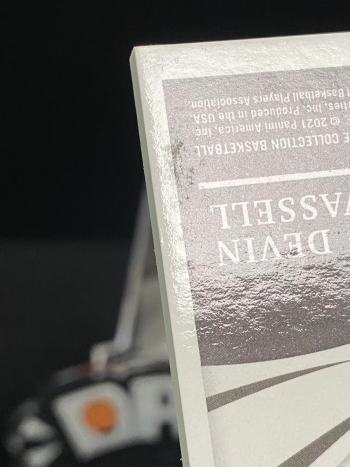 DEVIN
VASSELL
COLLECTION BASKETBALL
© 2021 Panini America, Inc.
Inc. Produced in the USA.
Basketball Players Association.